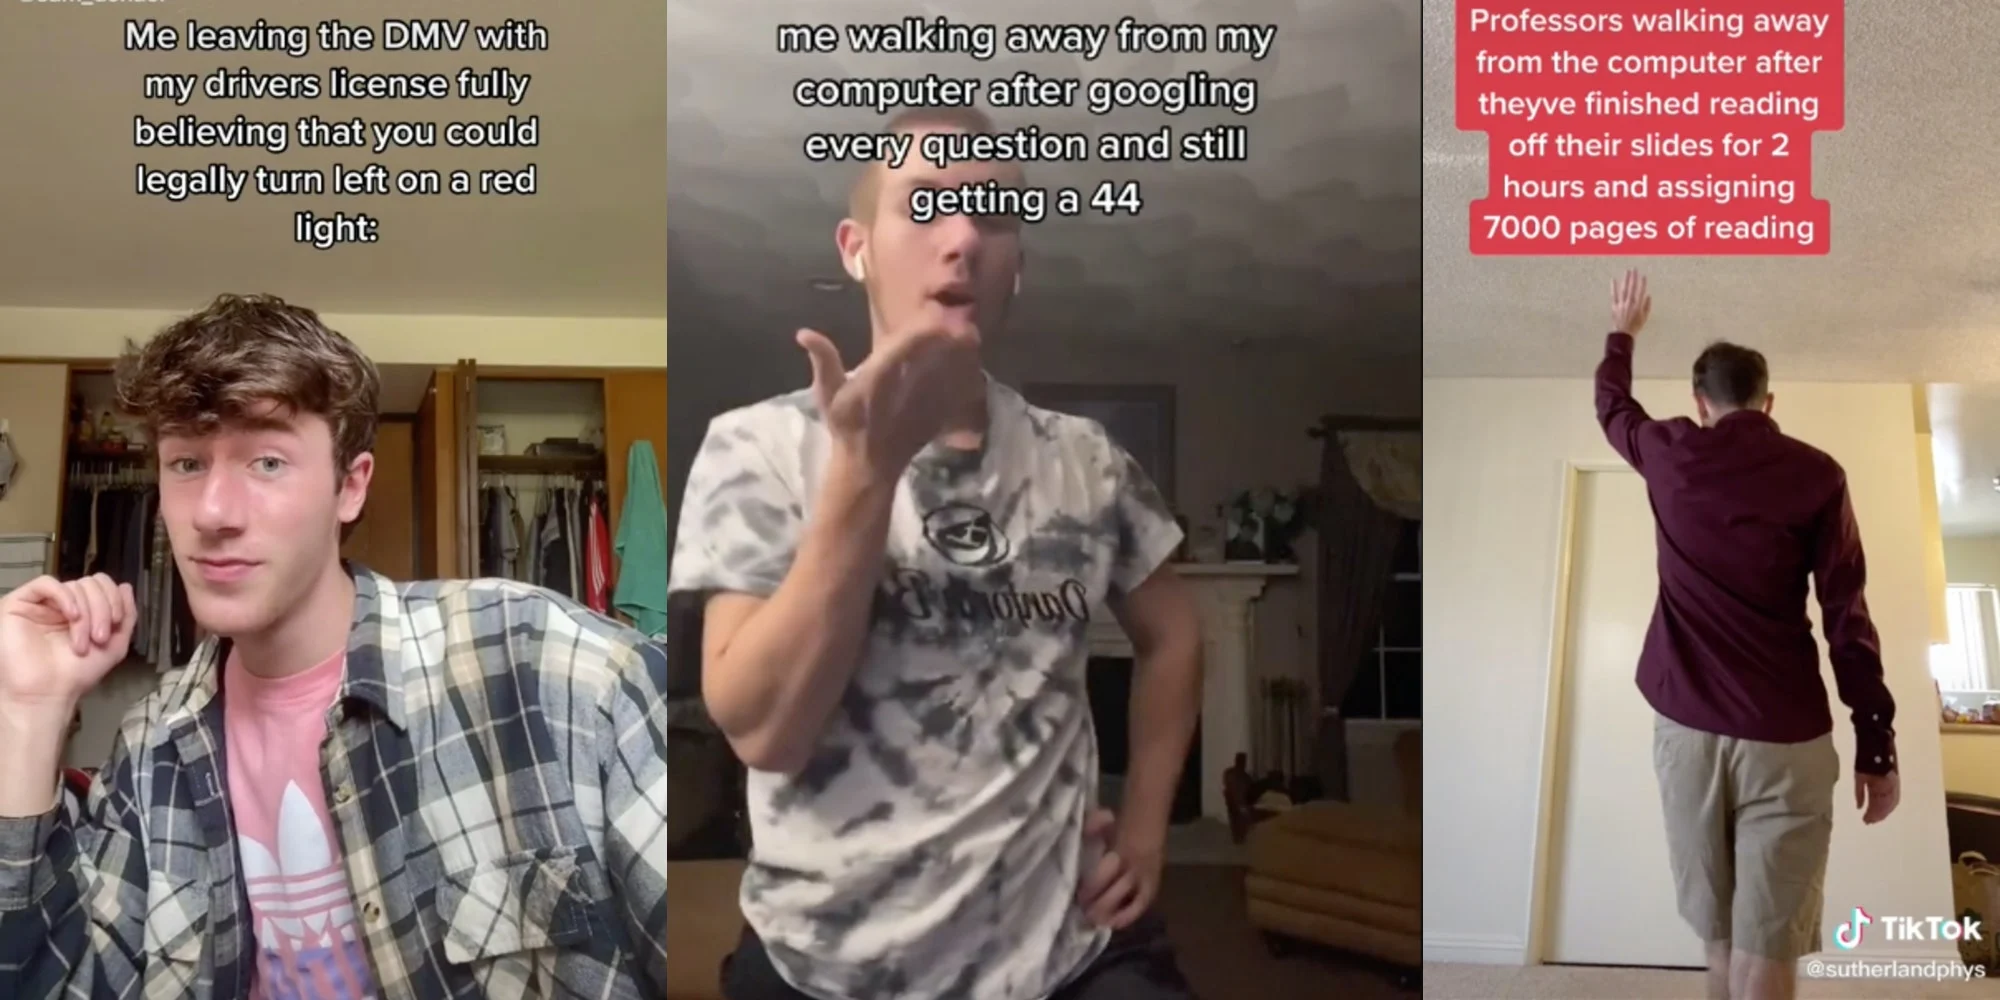 Me leaving the DMV with
my drivers license fully
believing that you could
legally turn left on a red
light:
me walking away from my
computer after googling
every question and still
getting a 44
Professors walking away
from the computer after
theyve finished reading
off their slides for 2
hours and assigning
7000 pages of reading
TikTok
@sutherlandphys